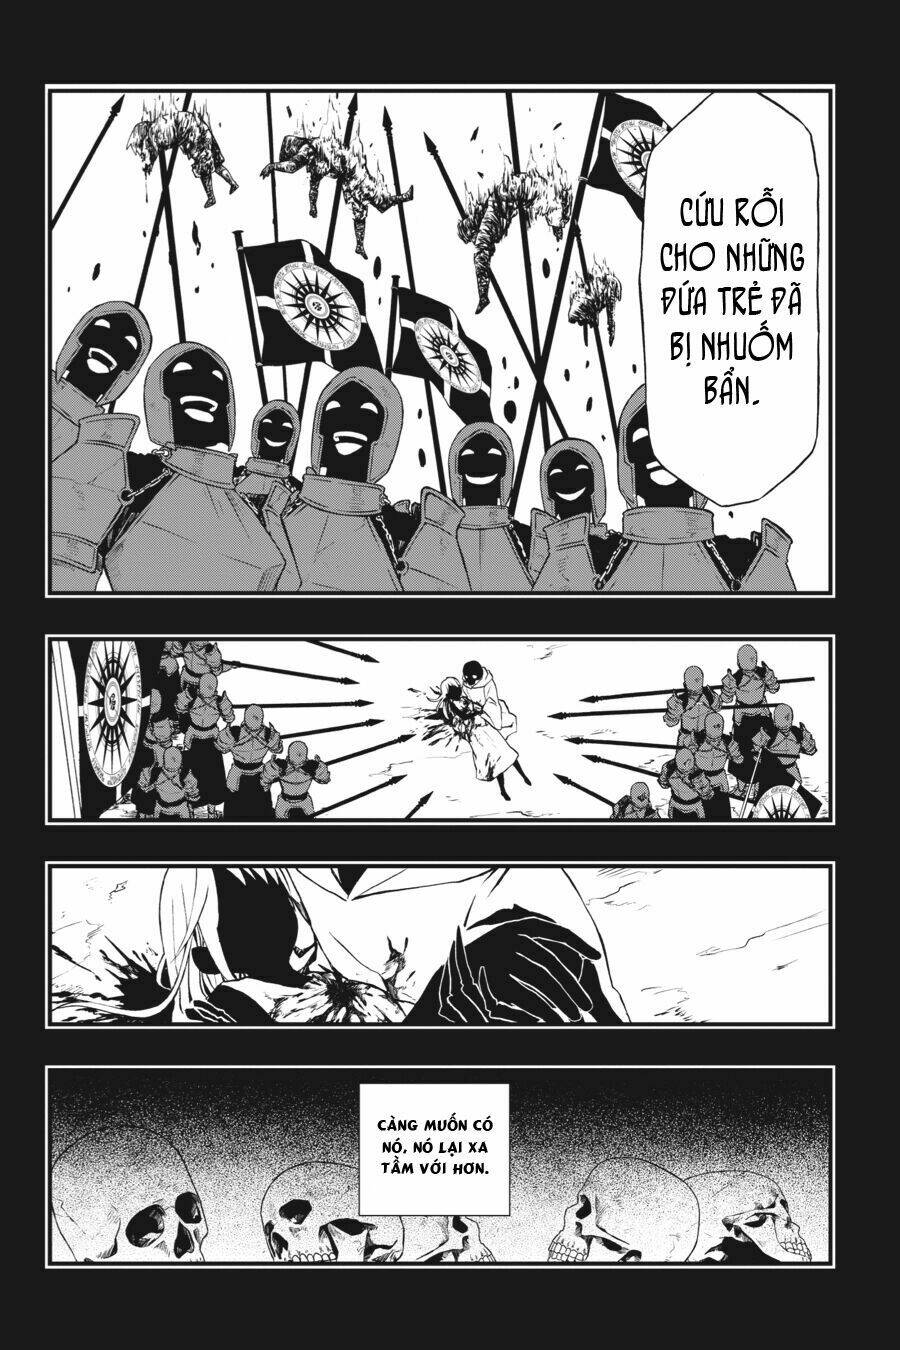 CỨU RỖI
CHO NHỮNG
ĐỨA TRẺ ĐÃ
BỊ NHUỐM
BẨN.
CÀNG MUỐN CÓ
NÓ, NÓ LẠI XA
TẦM VỚI HƠN.